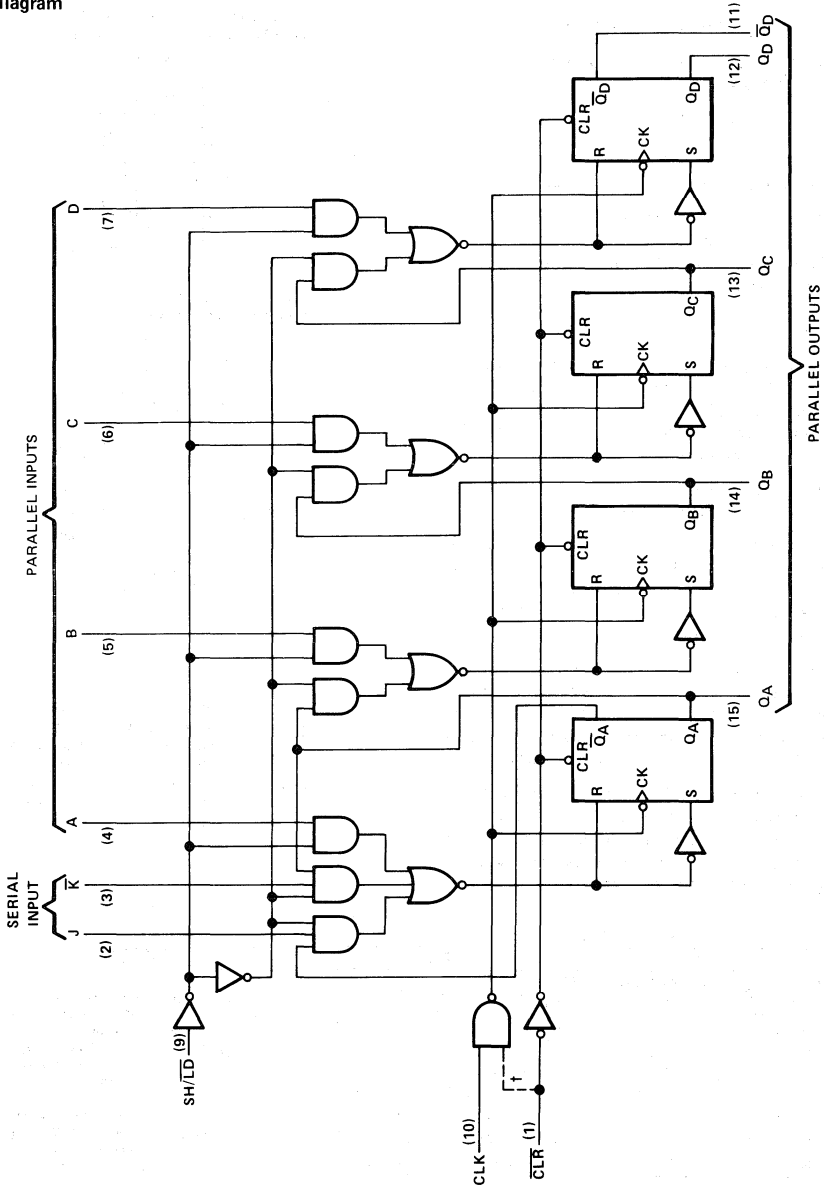 diagram
PARALLEL INPUTS
SERIAL
INPUT
J
K̅
A
B
C
D
(2)
(3)
(4)
(5)
(6)
(7)
SH/L̅D̅ (9)
CLK (10)
C̅L̅R̅ (1)
†
CLR Q̅A
R
CK
S
QA
CLR
R
CK
S
QB
CLR
R
CK
S
QC
CLR Q̅D
R
CK
S
QD
(15) QA
(14) QB
(13) QC
(12) QD
(11) Q̅D
PARALLEL OUTPUTS